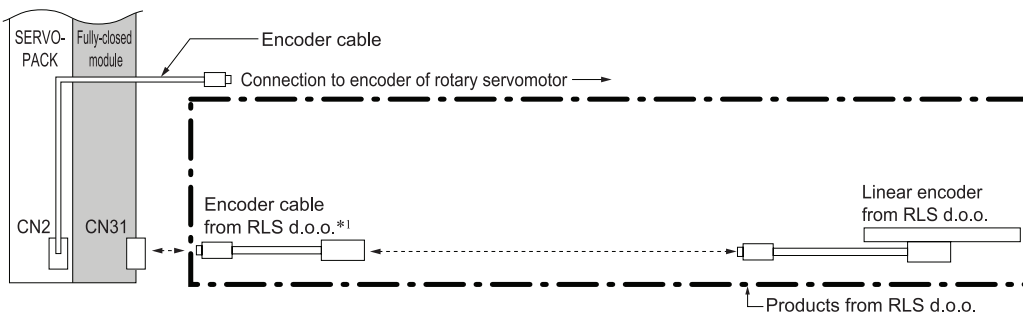 SERVO-
PACK
Fully-closed
module
Encoder cable
Connection to encoder of rotary servomotor
CN2
CN31
Encoder cable
from RLS d.o.o.*1
Linear encoder
from RLS d.o.o.
Products from RLS d.o.o.